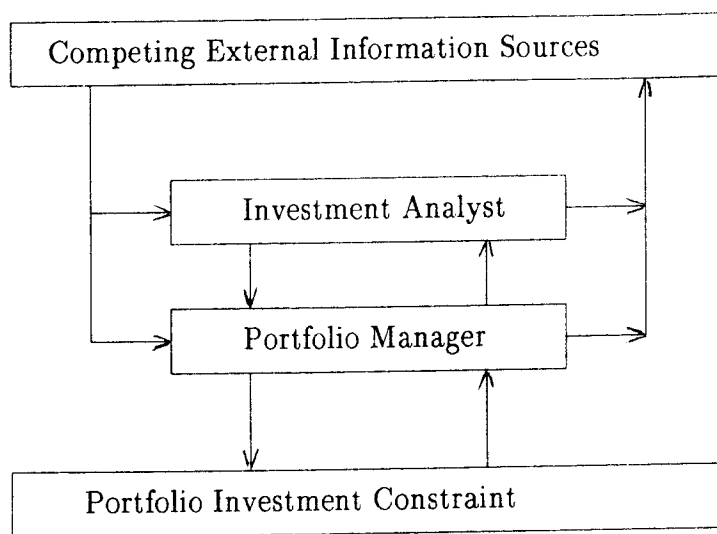 Competing External Information Sources
Investment Analyst
Portfolio Manager
Portfolio Investment Constraint